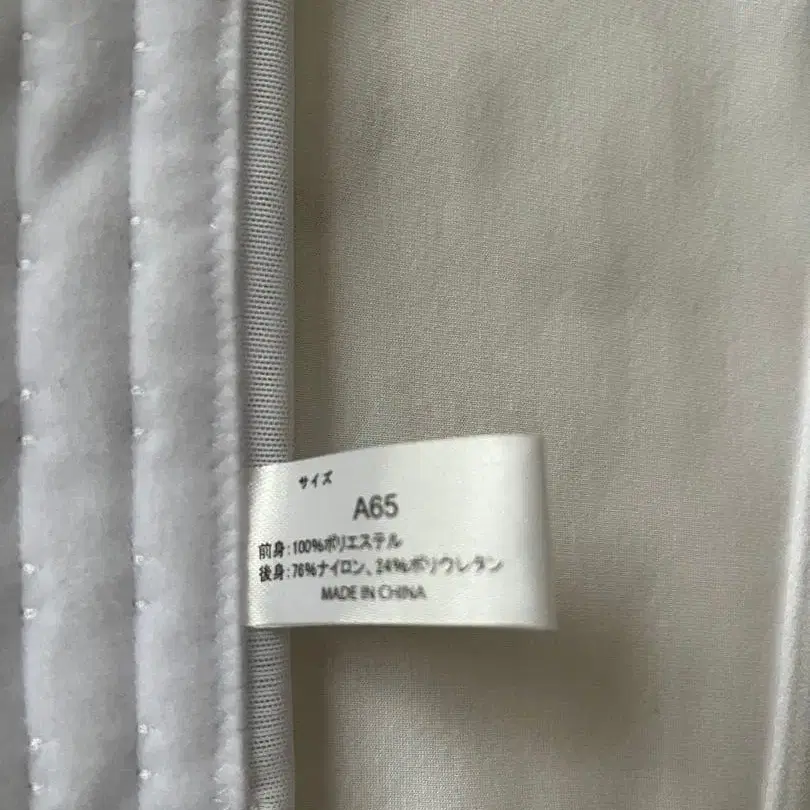 サイズ
A65
前身:100%ポリエステル
後身:76%ナイロン、24%ポリウレタン
MADE IN CHINA